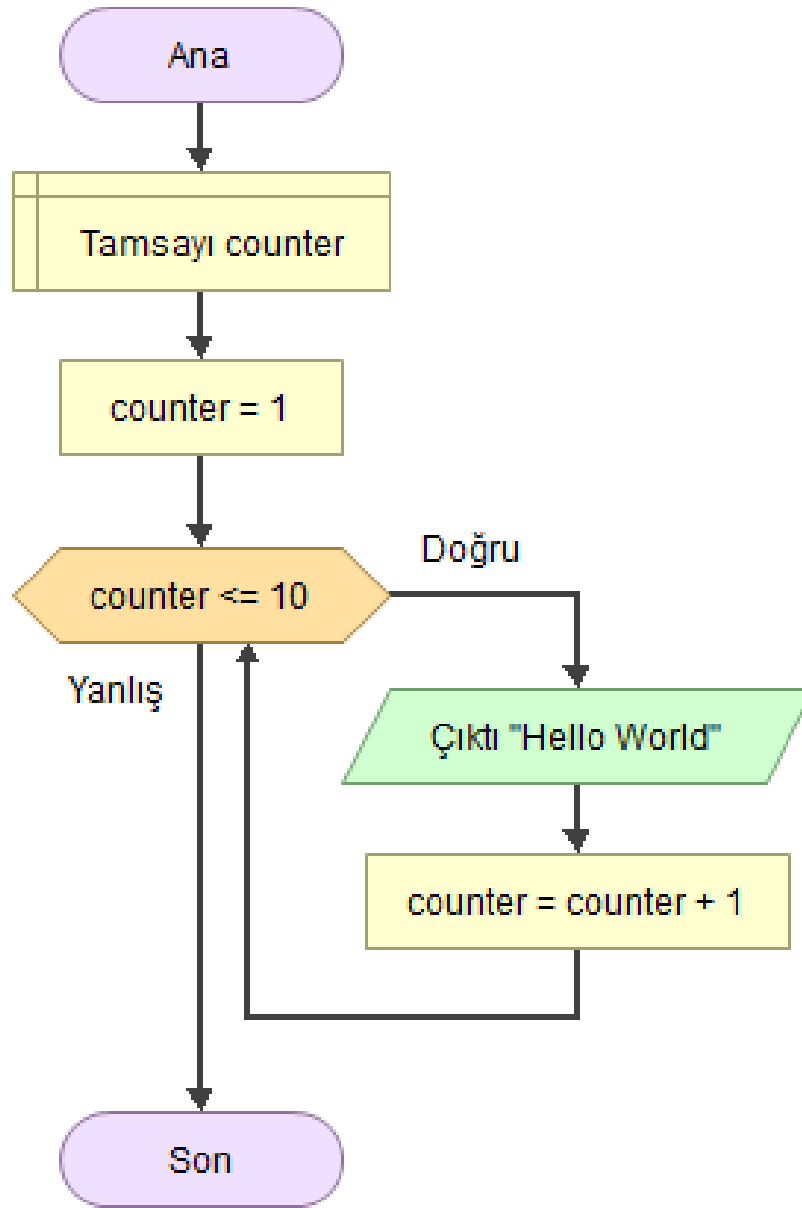 Ana
Tamsayı counter
counter = 1
counter <= 10
Doğru
Yanlış
Çıktı "Hello World"
counter = counter + 1
Son